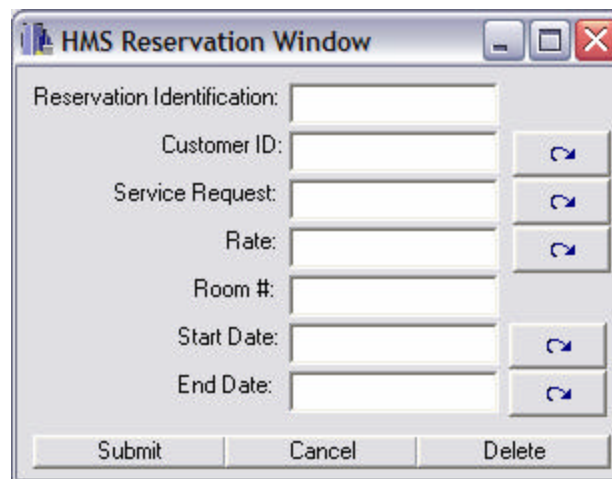 HMS Reservation Window
Reservation Identification:
Customer ID:
Service Request:
Rate:
Room #:
Start Date:
End Date:
Submit Cancel Delete